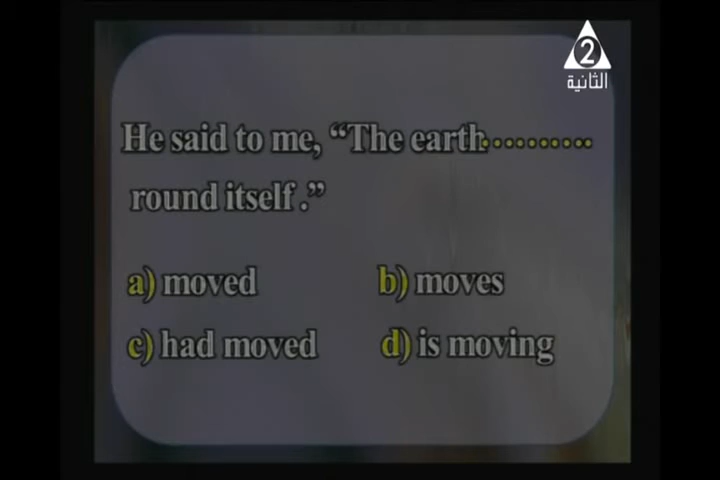 2
الثانية
He said to me, “The earth..........
round itself .”
a) moved b) moves
c) had moved d) is moving